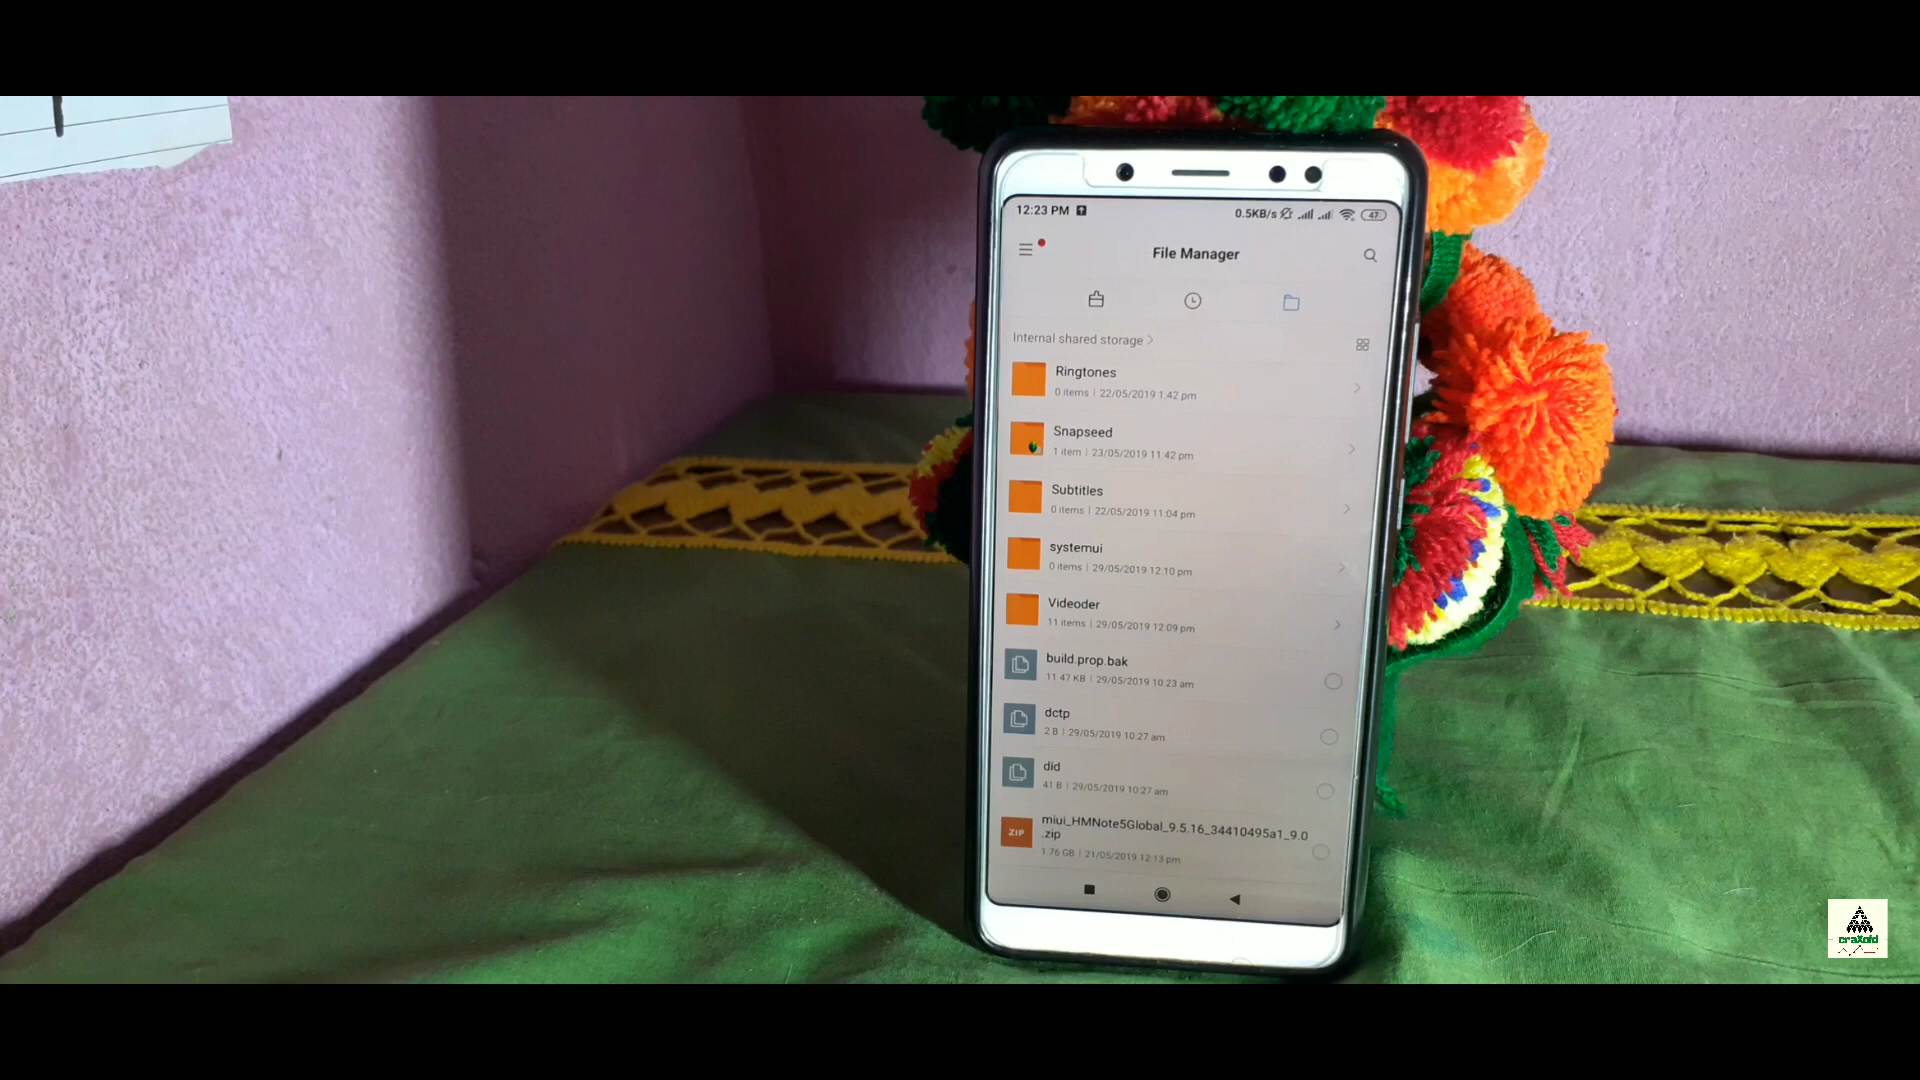 12:23 PM
0.5KB/s
47
File Manager
Internal shared storage
Ringtones
0 items | 22/05/2019 1:42 pm
Snapseed
1 item | 23/05/2019 11:42 pm
Subtitles
0 items | 22/05/2019 11:04 pm
systemui
0 items | 29/05/2019 12:10 pm
Videoder
11 items | 29/05/2019 12:09 pm
build.prop.bak
11.47 KB | 29/05/2019 10:23 am
dctp
2 B | 29/05/2019 10:27 am
did
41 B | 29/05/2019 10:27 am
ZIP
miui_HMNote5Global_9.5.16_34410495a1_9.0
.zip
1.76 GB | 21/05/2019 12:13 pm
craXoid